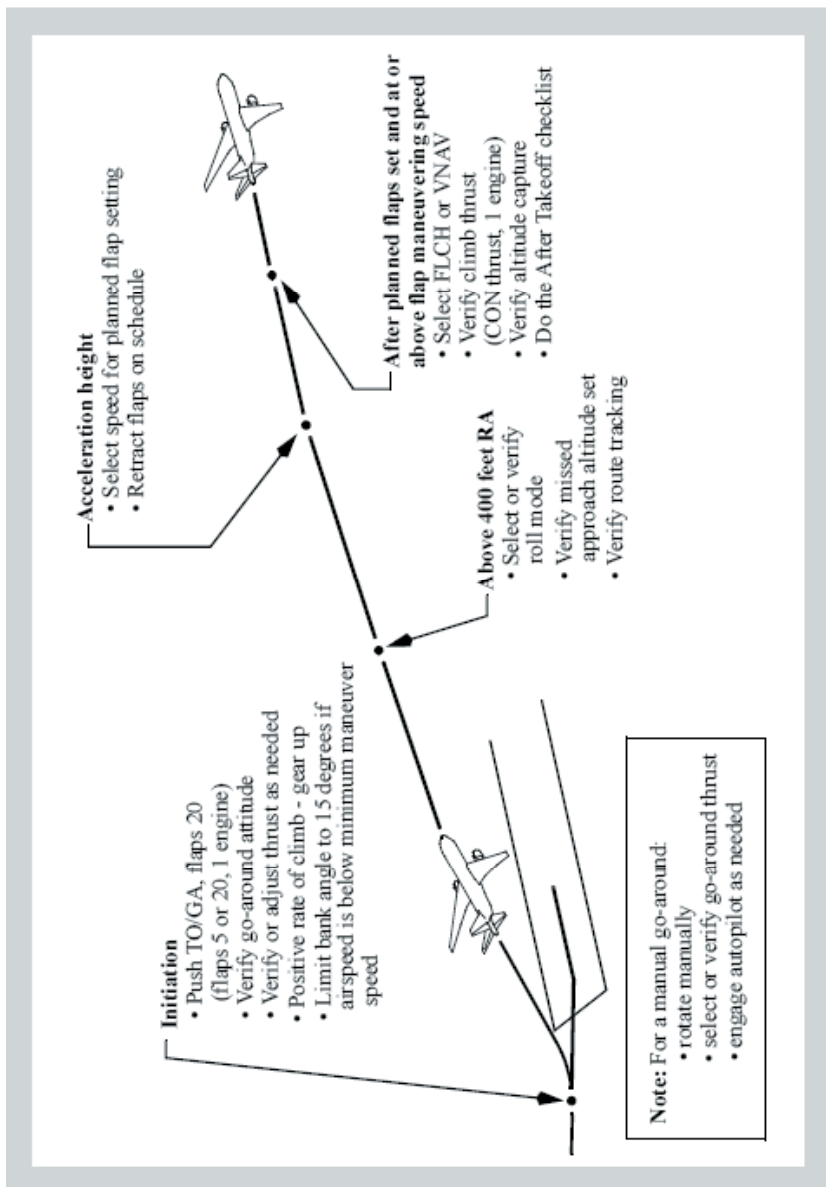 Initiation
• Push TO/GA, flaps 20
(flaps 5 or 20, 1 engine)
• Verify go-around attitude
• Verify or adjust thrust as needed
• Positive rate of climb - gear up
• Limit bank angle to 15 degrees if
airspeed is below minimum maneuver
speed
Acceleration height
• Select speed for planned flap setting
• Retract flaps on schedule
Above 400 feet RA
• Select or verify
roll mode
• Verify missed
approach altitude set
• Verify route tracking
After planned flaps set and at or
above flap maneuvering speed
• Select FLCH or VNAV
• Verify climb thrust
(CON thrust, 1 engine)
• Verify altitude capture
• Do the After Takeoff checklist
Note: For a manual go-around:
• rotate manually
• select or verify go-around thrust
• engage autopilot as needed